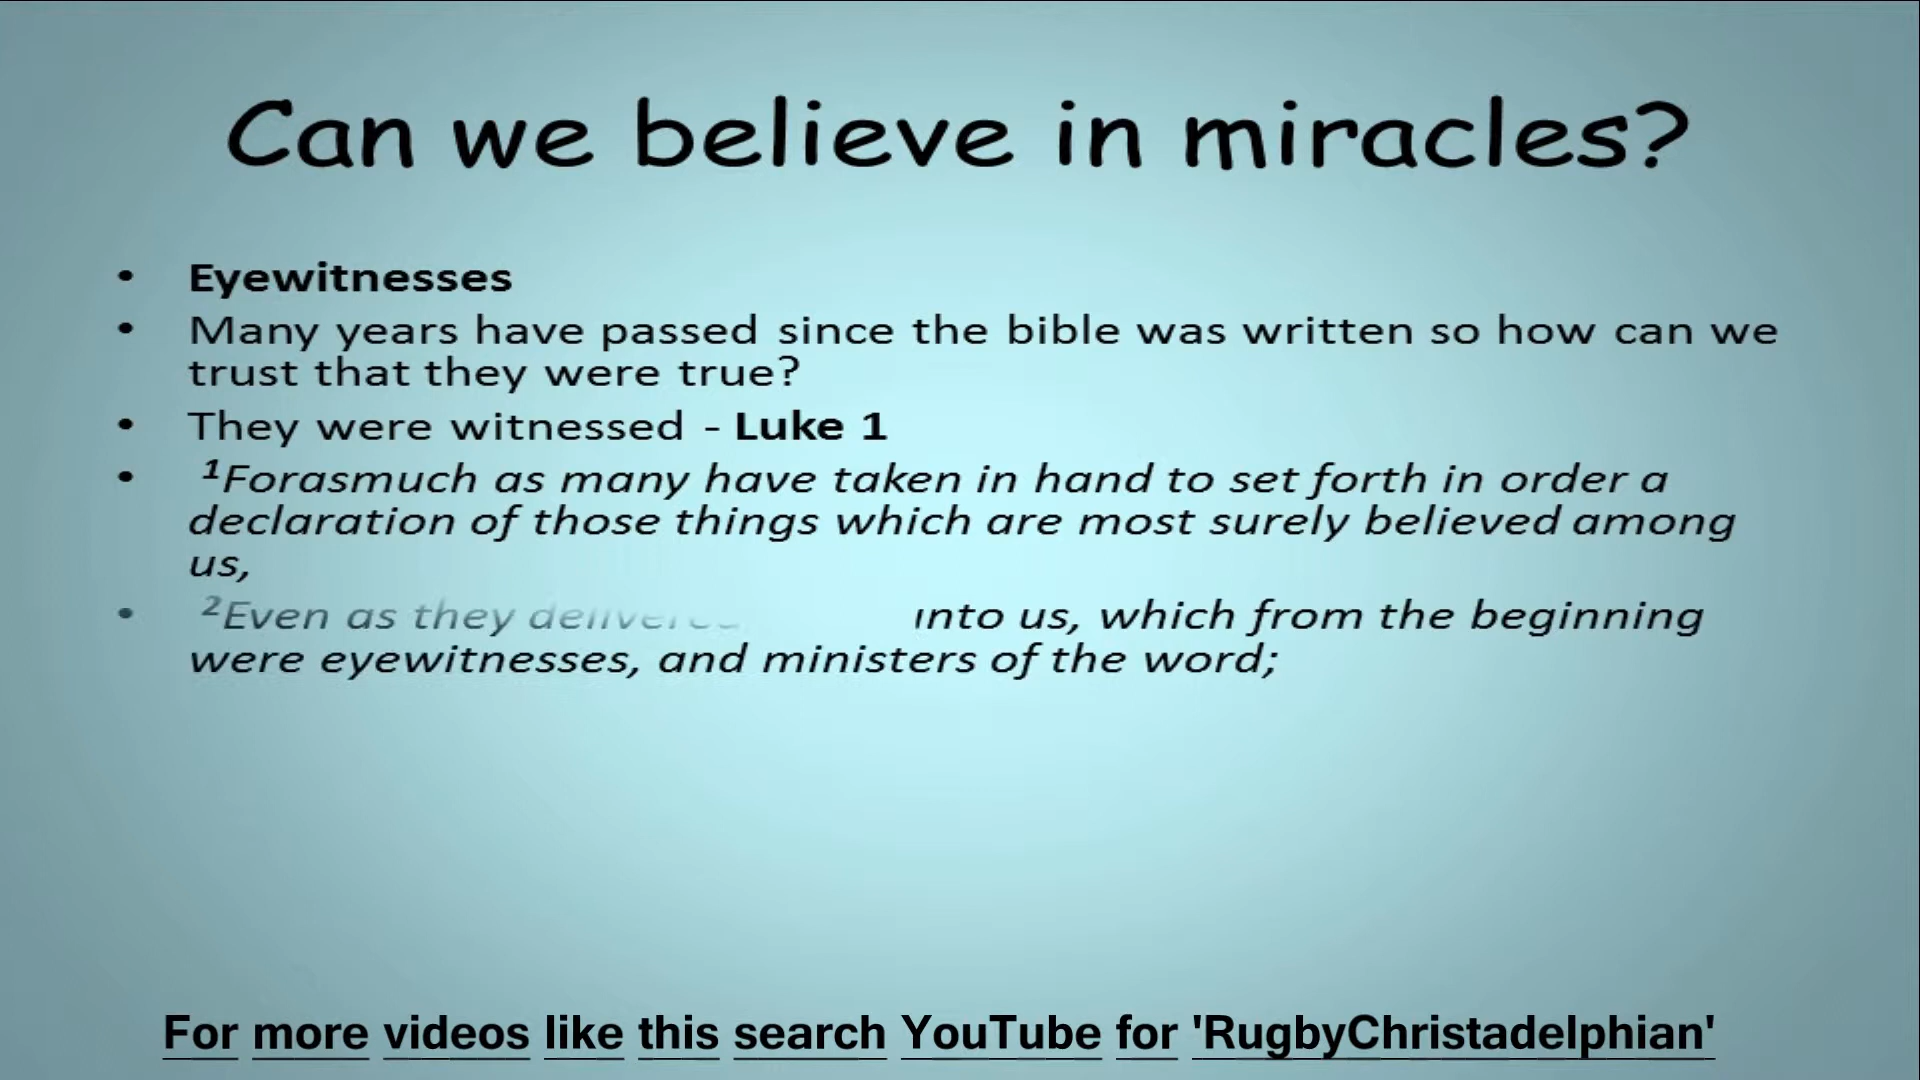 Can we believe in miracles?
• Eyewitnesses
• Many years have passed since the bible was written so how can we
trust that they were true?
• They were witnessed - Luke 1
• ¹Forasmuch as many have taken in hand to set forth in order a
declaration of those things which are most surely believed among
us,
• ²Even as they delivered into us, which from the beginning
were eyewitnesses, and ministers of the word;
For more videos like this search YouTube for 'RugbyChristadelphian'